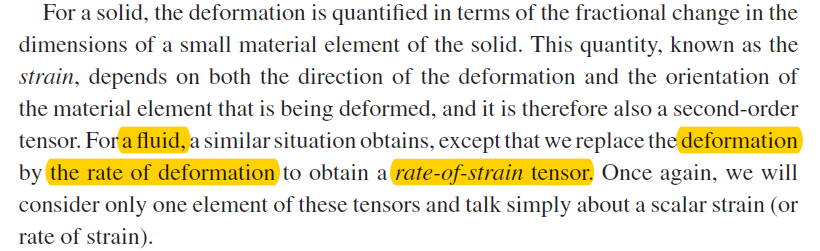 For a solid, the deformation is quantified in terms of the fractional change in the
dimensions of a small material element of the solid. This quantity, known as the
strain, depends on both the direction of the deformation and the orientation of
the material element that is being deformed, and it is therefore also a second-order
tensor. For a fluid, a similar situation obtains, except that we replace the deformation
by the rate of deformation to obtain a rate-of-strain tensor. Once again, we will
consider only one element of these tensors and talk simply about a scalar strain (or
rate of strain).